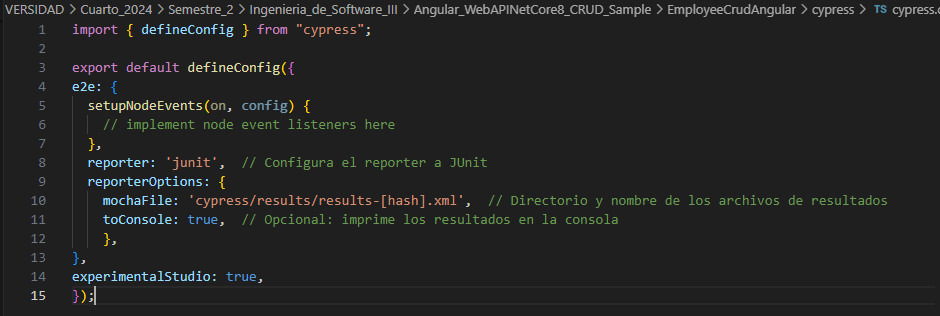 VERSIDAD > Cuarto_2024 > Semestre_2 > Ingenieria_de_Software_III > Angular_WebAPINetCore8_CRUD_Sample > EmployeeCrudAngular > cypress > TS cypress.
1 import { defineConfig } from "cypress";
2
3 export default defineConfig({
4 e2e: {
5 setupNodeEvents(on, config) {
6 // implement node event listeners here
7 },
8 reporter: 'junit', // Configura el reporter a JUnit
9 reporterOptions: {
10 mochaFile: 'cypress/results/results-[hash].xml', // Directorio y nombre de los archivos de resultados
11 toConsole: true, // Opcional: imprime los resultados en la consola
12 },
13 },
14 experimentalStudio: true,
15 });